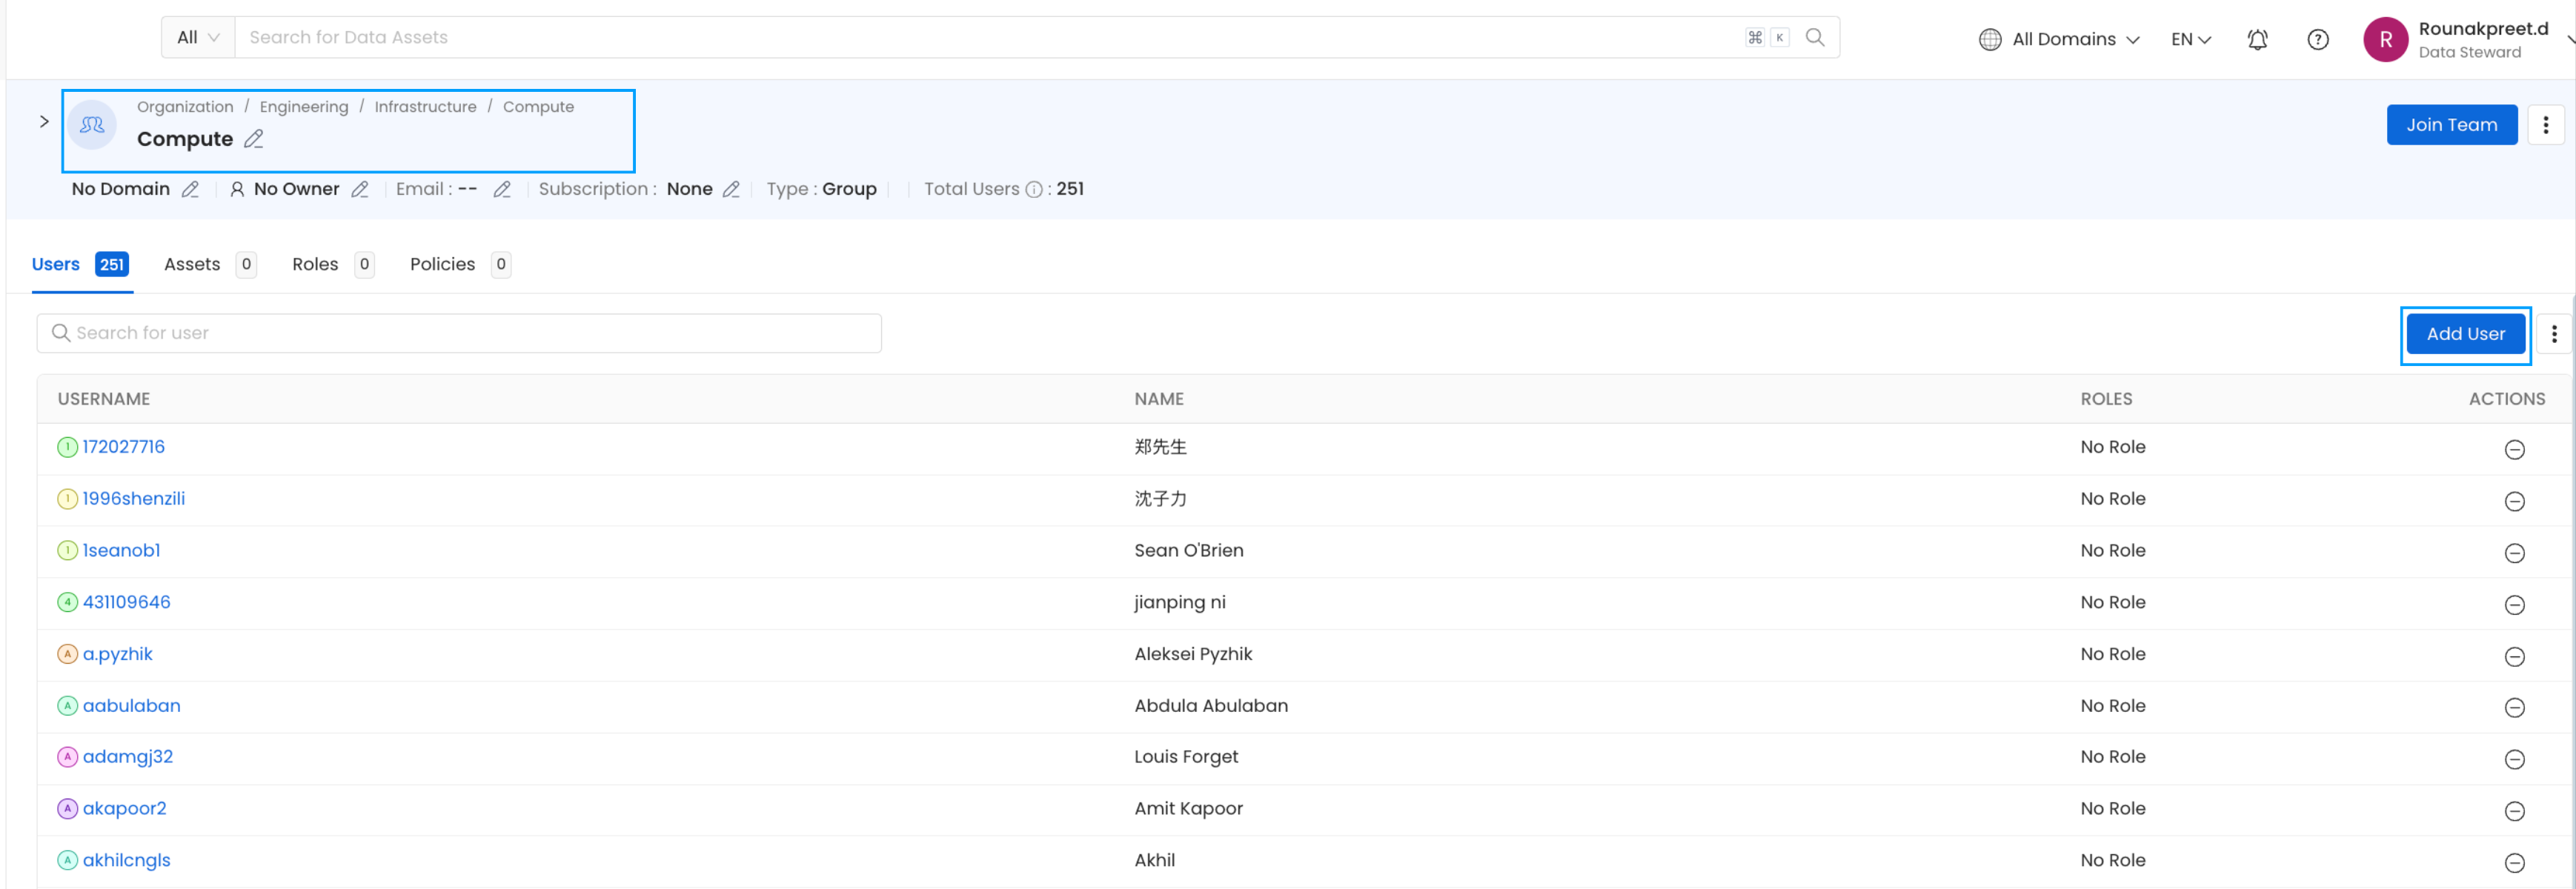 All Search for Data Assets ⌘ K All Domains EN R Rounakpreet.d
Data Steward
Organization / Engineering / Infrastructure / Compute
Compute
Join Team
No Domain No Owner Email : -- Subscription : None Type : Group Total Users : 251
Users 251 Assets 0 Roles 0 Policies 0
Search for user Add User
USERNAME NAME ROLES ACTIONS
1 172027716 郑先生 No Role
1 1996shenzili 沈子力 No Role
1 1seanob1 Sean O'Brien No Role
4 431109646 jianping ni No Role
A a.pyzhik Aleksei Pyzhik No Role
A aabulaban Abdula Abulaban No Role
A adamgj32 Louis Forget No Role
A akapoor2 Amit Kapoor No Role
A akhilcngls Akhil No Role